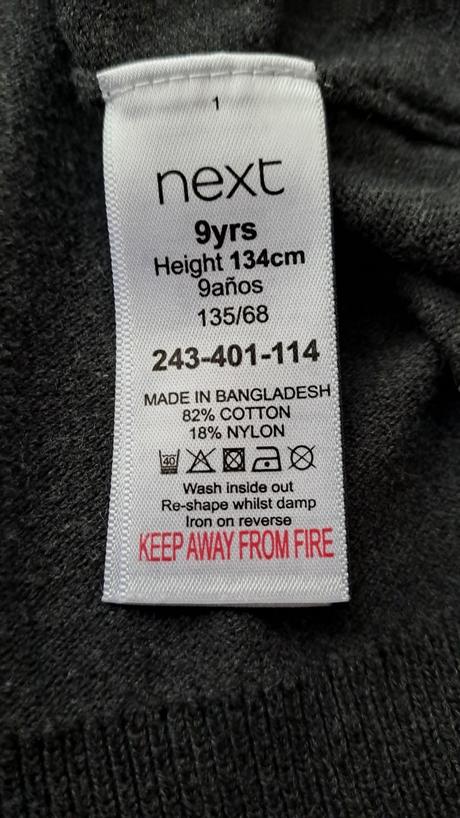 1
next
9yrs
Height 134cm
9años
135/68
243-401-114
MADE IN BANGLADESH
82% COTTON
18% NYLON
40
Wash inside out
Re-shape whilst damp
Iron on reverse
KEEP AWAY FROM FIRE